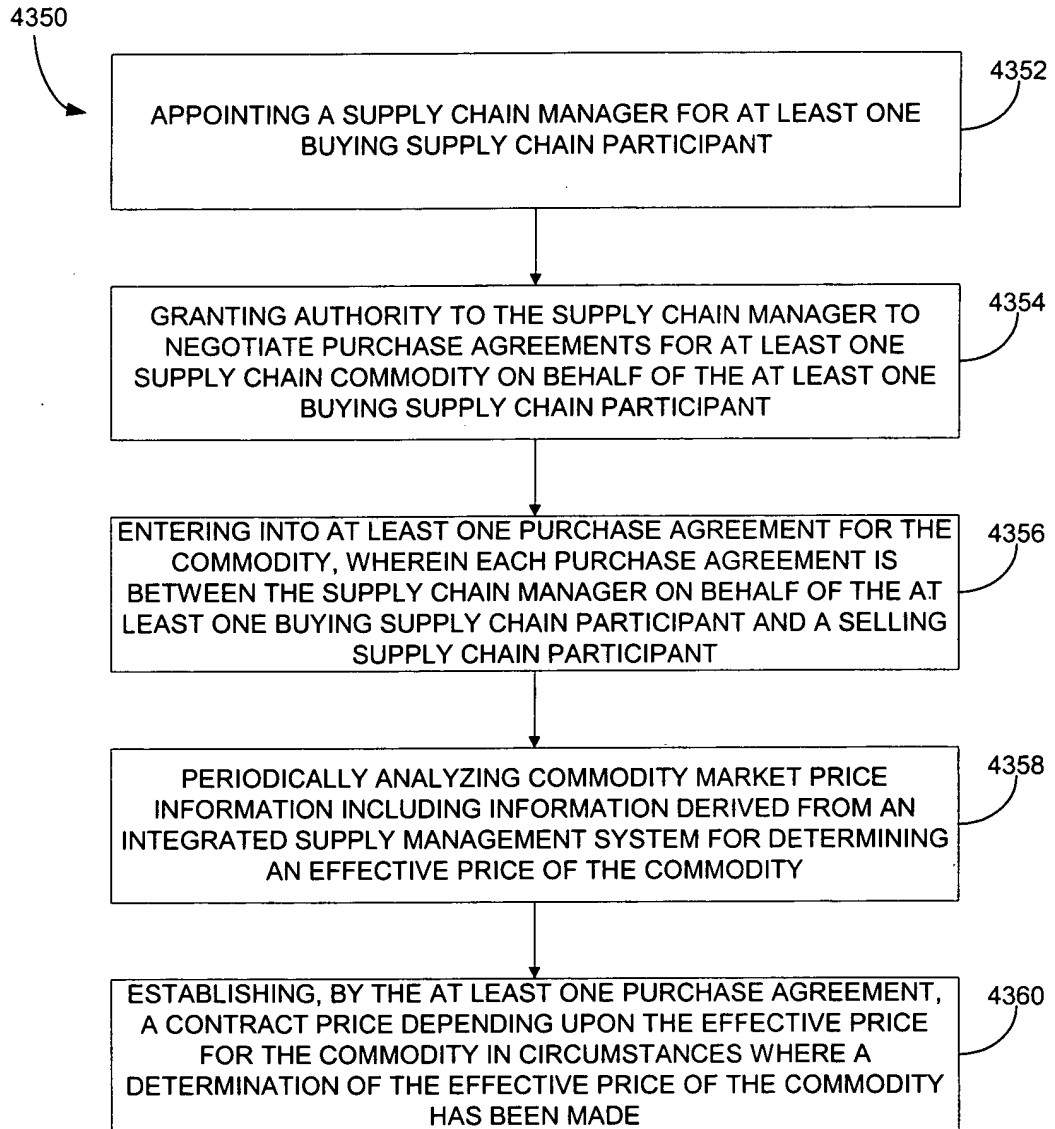 4350
4352
APPOINTING A SUPPLY CHAIN MANAGER FOR AT LEAST ONE
BUYING SUPPLY CHAIN PARTICIPANT
4354
GRANTING AUTHORITY TO THE SUPPLY CHAIN MANAGER TO
NEGOTIATE PURCHASE AGREEMENTS FOR AT LEAST ONE
SUPPLY CHAIN COMMODITY ON BEHALF OF THE AT LEAST ONE
BUYING SUPPLY CHAIN PARTICIPANT
4356
ENTERING INTO AT LEAST ONE PURCHASE AGREEMENT FOR THE
COMMODITY, WHEREIN EACH PURCHASE AGREEMENT IS
BETWEEN THE SUPPLY CHAIN MANAGER ON BEHALF OF THE AT
LEAST ONE BUYING SUPPLY CHAIN PARTICIPANT AND A SELLING
SUPPLY CHAIN PARTICIPANT
4358
PERIODICALLY ANALYZING COMMODITY MARKET PRICE
INFORMATION INCLUDING INFORMATION DERIVED FROM AN
INTEGRATED SUPPLY MANAGEMENT SYSTEM FOR DETERMINING
AN EFFECTIVE PRICE OF THE COMMODITY
4360
ESTABLISHING, BY THE AT LEAST ONE PURCHASE AGREEMENT,
A CONTRACT PRICE DEPENDING UPON THE EFFECTIVE PRICE
FOR THE COMMODITY IN CIRCUMSTANCES WHERE A
DETERMINATION OF THE EFFECTIVE PRICE OF THE COMMODITY
HAS BEEN MADE